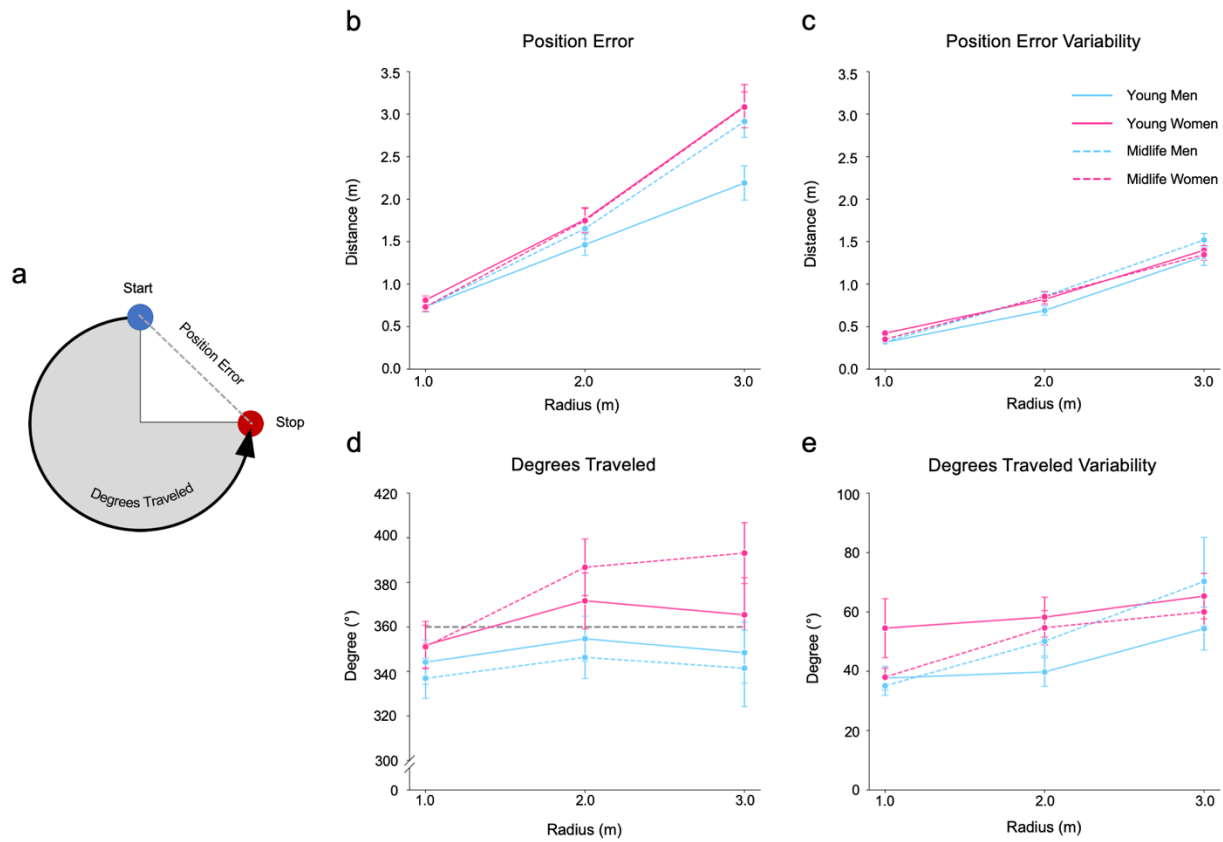 a
Start
Position Error
Stop
Degrees Traveled
b
Position Error
Distance (m)
3.5
3.0
2.5
2.0
1.5
1.0
0.5
0.0
1.0
2.0
3.0
Radius (m)
c
Position Error Variability
Distance (m)
3.5
3.0
2.5
2.0
1.5
1.0
0.5
0.0
1.0
2.0
3.0
Radius (m)
Young Men
Young Women
Midlife Men
Midlife Women
d
Degrees Traveled
Degree (°)
420
400
380
360
340
320
300
0
1.0
2.0
3.0
Radius (m)
e
Degrees Traveled Variability
Degree (°)
100
80
60
40
20
0
1.0
2.0
3.0
Radius (m)